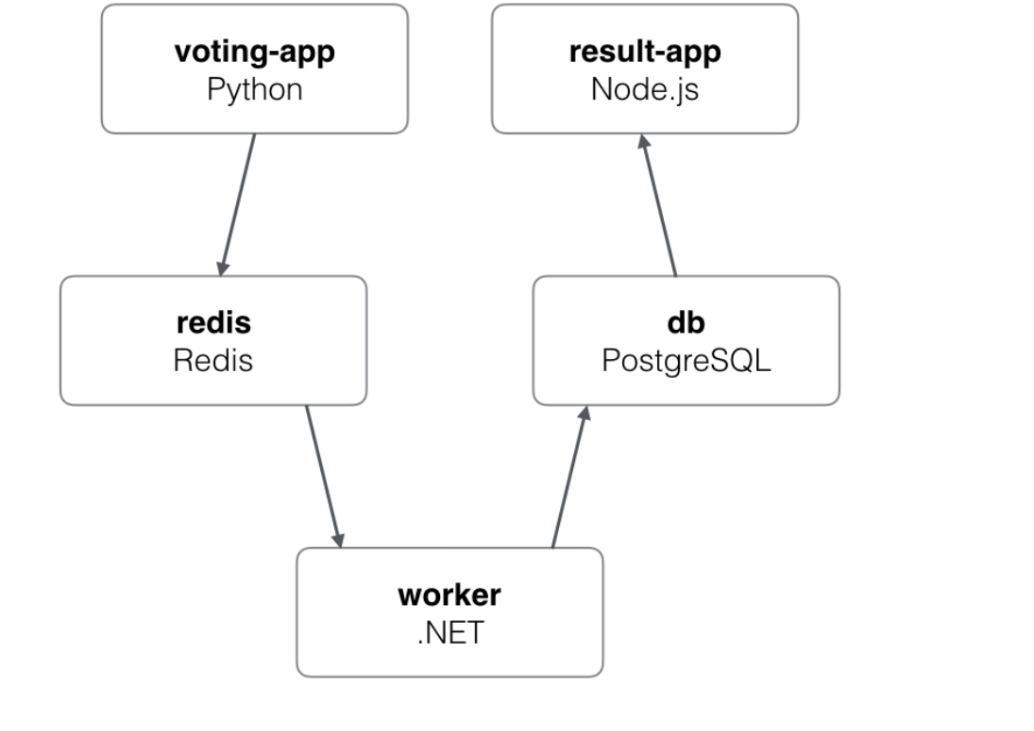 voting-app
Python
result-app
Node.js
redis
Redis
db
PostgreSQL
worker
.NET